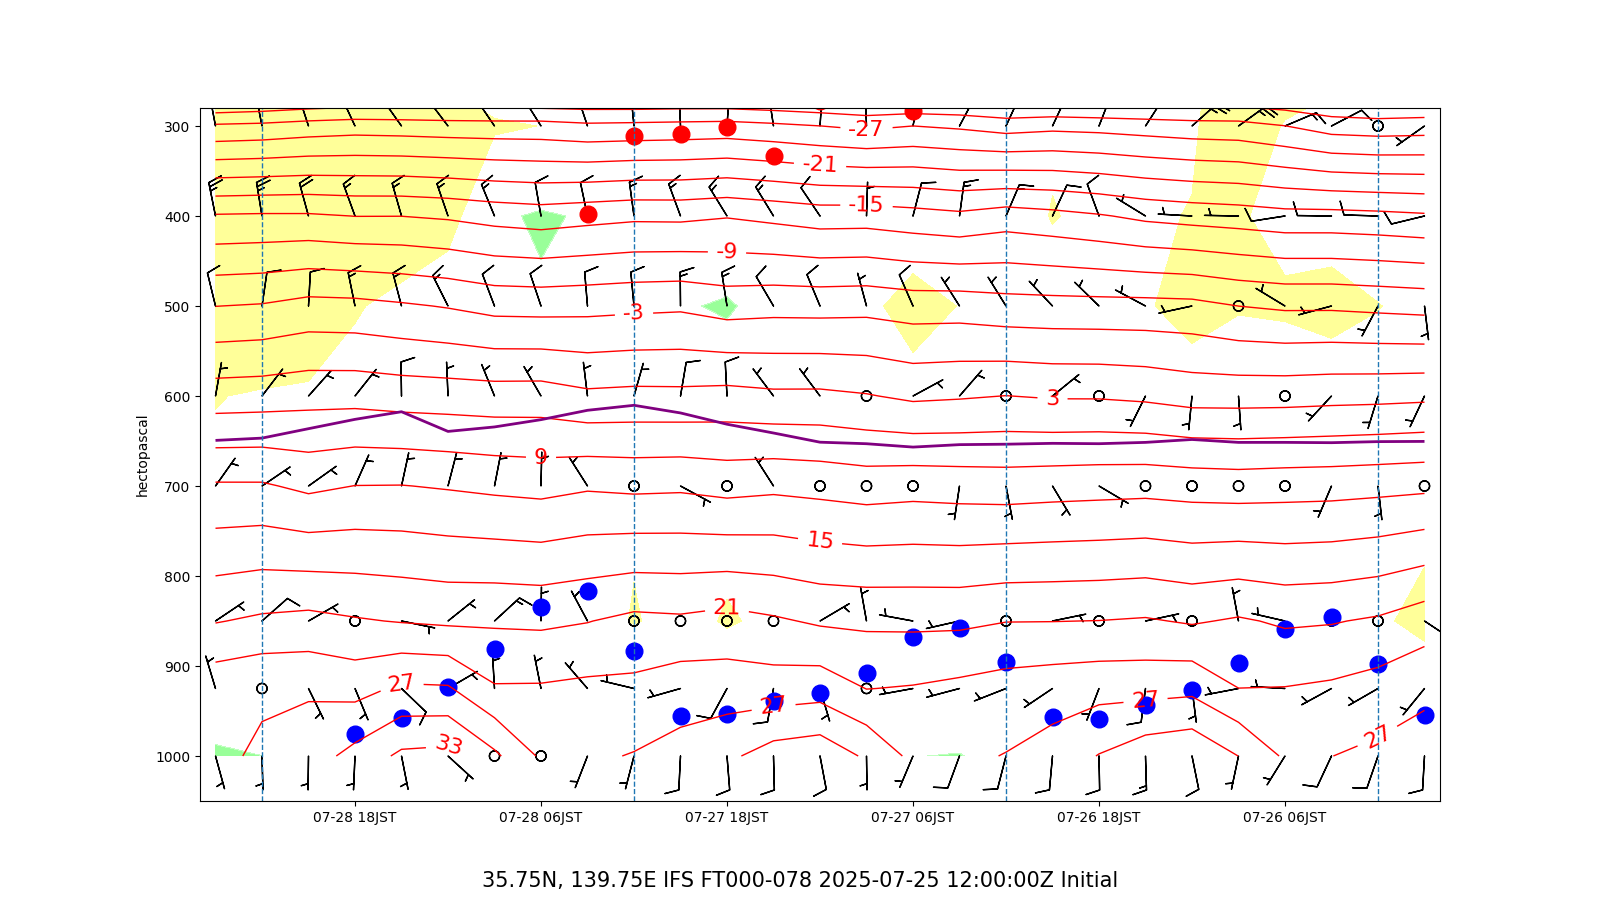 300
400
500
600
700
800
900
1000
hectopascal
-27
-21
-15
-9
-3
3
9
15
21
27
27
27
27
33
07-28 18JST
07-28 06JST
07-27 18JST
07-27 06JST
07-26 18JST
07-26 06JST
35.75N, 139.75E IFS FT000-078 2025-07-25 12:00:00Z Initial